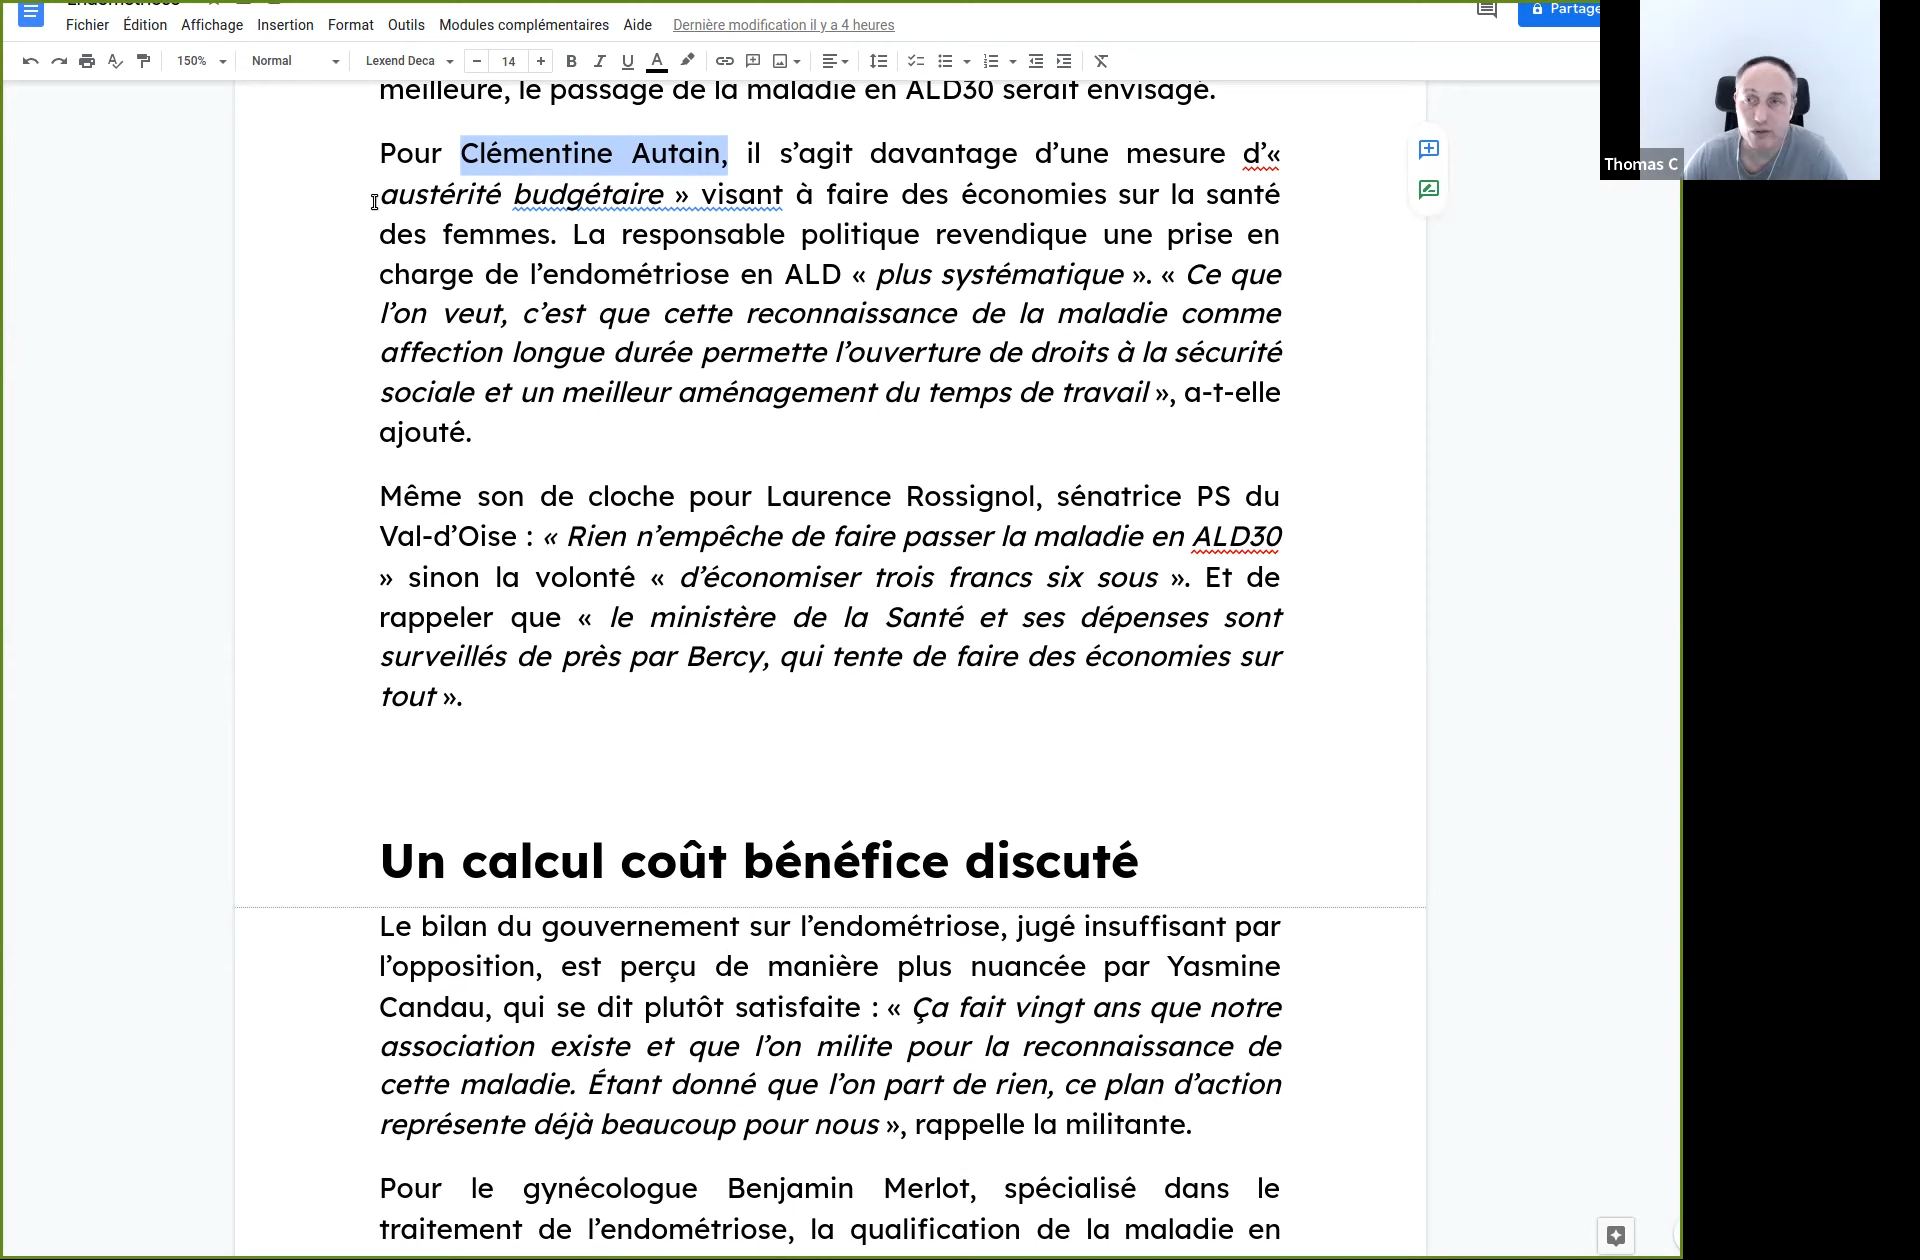 Endométriose
Fichier Édition Affichage Insertion Format Outils Modules complémentaires Aide Dernière modification il y a 4 heures
Partage
150% Normal Lexend Deca 14 B I U A
meilleure, le passage de la maladie en ALD30 serait envisagé.
Pour Clémentine Autain, il s’agit davantage d’une mesure d’«
austérité budgétaire » visant à faire des économies sur la santé
des femmes. La responsable politique revendique une prise en
charge de l’endométriose en ALD « plus systématique ». « Ce que
l’on veut, c’est que cette reconnaissance de la maladie comme
affection longue durée permette l’ouverture de droits à la sécurité
sociale et un meilleur aménagement du temps de travail », a-t-elle
ajouté.
Même son de cloche pour Laurence Rossignol, sénatrice PS du
Val-d’Oise : « Rien n’empêche de faire passer la maladie en ALD30
» sinon la volonté « d’économiser trois francs six sous ». Et de
rappeler que « le ministère de la Santé et ses dépenses sont
surveillés de près par Bercy, qui tente de faire des économies sur
tout ».
Un calcul coût bénéfice discuté
Le bilan du gouvernement sur l’endométriose, jugé insuffisant par
l’opposition, est perçu de manière plus nuancée par Yasmine
Candau, qui se dit plutôt satisfaite : « Ça fait vingt ans que notre
association existe et que l’on milite pour la reconnaissance de
cette maladie. Étant donné que l’on part de rien, ce plan d’action
représente déjà beaucoup pour nous », rappelle la militante.
Pour le gynécologue Benjamin Merlot, spécialisé dans le
traitement de l’endométriose, la qualification de la maladie en
Thomas C